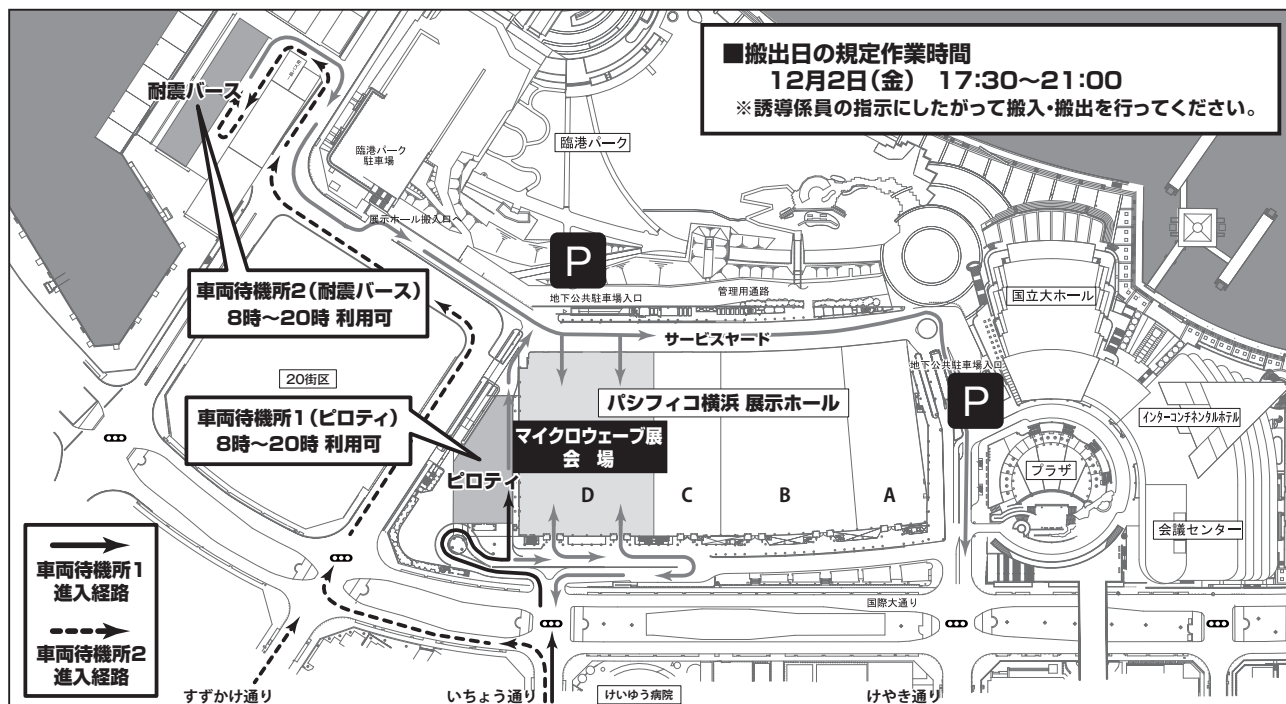 ■搬出日の規定作業時間
12月2日(金) 17:30～21:00
※誘導係員の指示にしたがって搬入・搬出を行ってください。
耐震バース
臨港パーク
臨港パーク
駐車場
展示ホール搬入口へ
P
車両待機所2(耐震バース)
8時～20時 利用可
地下公共駐車場入口
管理用通路
国立大ホール
サービスヤード
20街区
地下公共駐車場入口
P
車両待機所1(ピロティ)
8時～20時 利用可
パシフィコ横浜 展示ホール
インターコンチネンタルホテル
マイクロウェーブ展
会 場
ピロティ
プラザ
D
C
B
A
会議センター
車両待機所1
進入経路
車両待機所2
進入経路
国際大通り
すずかけ通り
いちょう通り
けいゆう病院
けやき通り